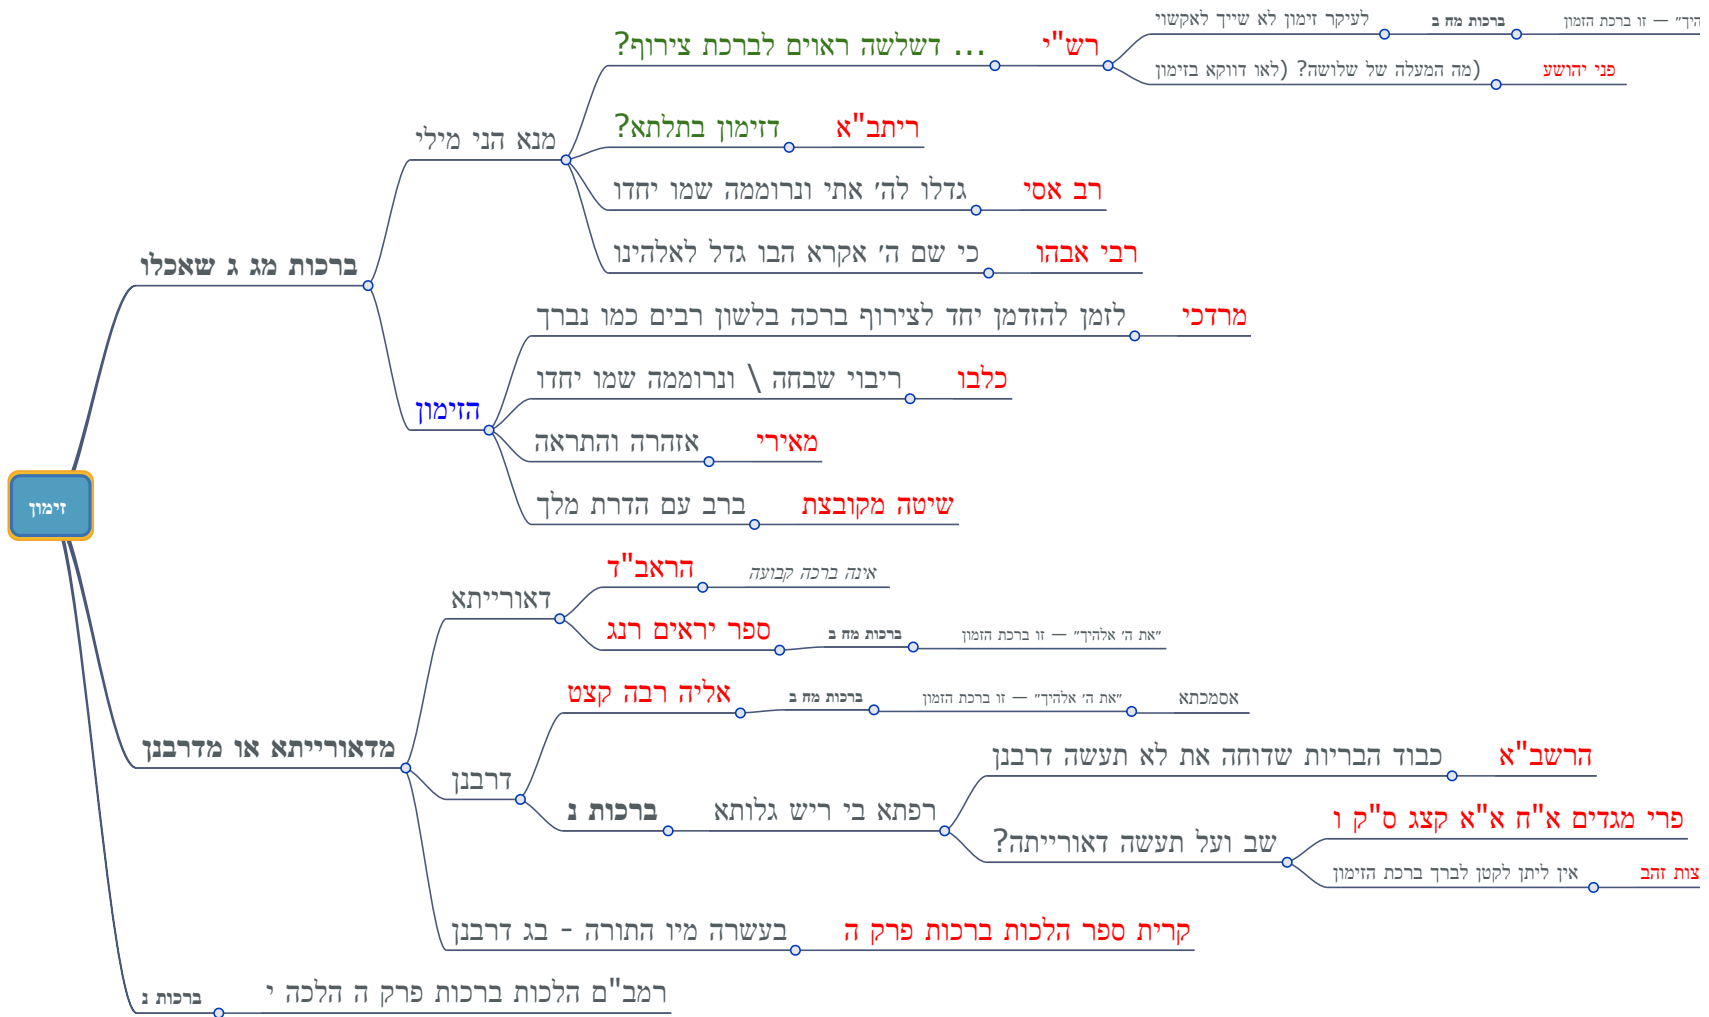 זימון
ברכות מג ג שאכלו
מנא הני מילי
... דשלשה ראוים לברכת צירוף?
רש"י
לעיקר זימון לא שייך לאקשוי
ברכות מח ב
היך״ — זו ברכת הזמון
(מה המעלה של שלושה? (לאו דווקא בזימון
פני יהושע
דזימון בתלתא?
ריתב"א
גדלו לה׳ אתי ונרוממה שמו יחדו
רב אסי
כי שם ה׳ אקרא הבו גדל לאלהינו
רבי אבהו
הזימון
לזמן להזדמן יחד לצירוף ברכה בלשון רבים כמו נברך
מרדכי
ריבוי שבחה \ ונרוממה שמו יחדו
כלבו
אזהרה והתראה
מאירי
ברב עם הדרת מלך
שיטה מקובצת
מדאורייתא או מדרבנן
דאורייתא
הראב"ד
אינה ברכה קבועה
ספר יראים רנג
ברכות מח ב
״את ה׳ אלהיך״ — זו ברכת הזמון
דרבנן
אליה רבה קצט
ברכות מח ב
״את ה׳ אלהיך״ — זו ברכת הזמון
אסמכתא
ברכות נ
רפתא בי ריש גלותא
כבוד הבריות שדוחה את לא תעשה דרבנן
הרשב"א
שב ועל תעשה דאורייתה?
פרי מגדים א"ח א"א קצג ס"ק ו
אין ליתן לקטן לברך ברכת הזימון
צות זהב
בעשרה מיו התורה - בג דרבנן
קרית ספר הלכות ברכות פרק ה
ברכות נ
רמב"ם הלכות ברכות פרק ה הלכה י